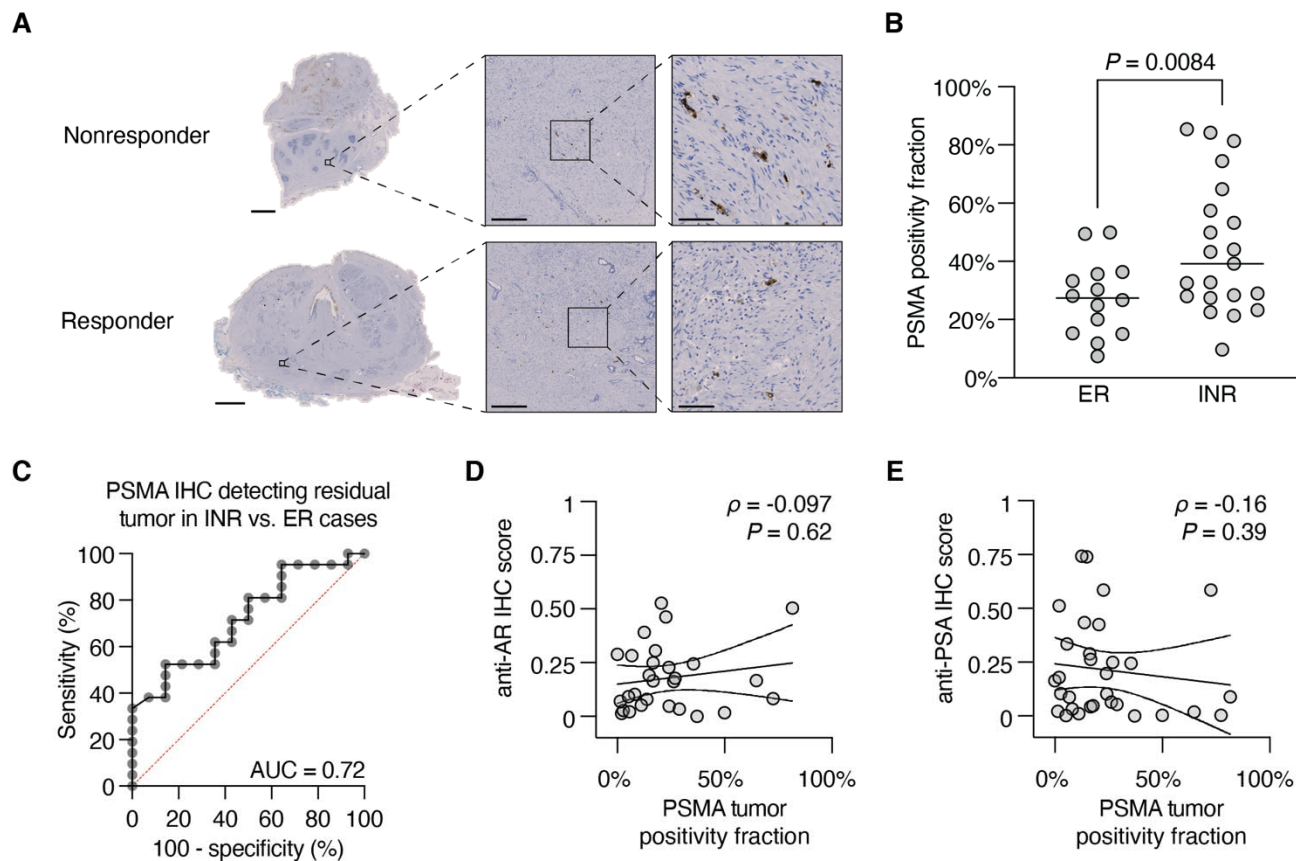 A
Nonresponder
Responder
B
P = 0.0084
100%
80%
60%
40%
20%
0%
PSMA positivity fraction
ER
INR
C
PSMA IHC detecting residual
tumor in INR vs. ER cases
100
80
60
40
20
0
Sensitivity (%)
AUC = 0.72
0 20 40 60 80 100
100 - specificity (%)
D
ρ = -0.097
P = 0.62
1
0.75
0.50
0.25
0
anti-AR IHC score
0% 50% 100%
PSMA tumor
positivity fraction
E
ρ = -0.16
P = 0.39
1
0.75
0.50
0.25
0
anti-PSA IHC score
0% 50% 100%
PSMA tumor
positivity fraction